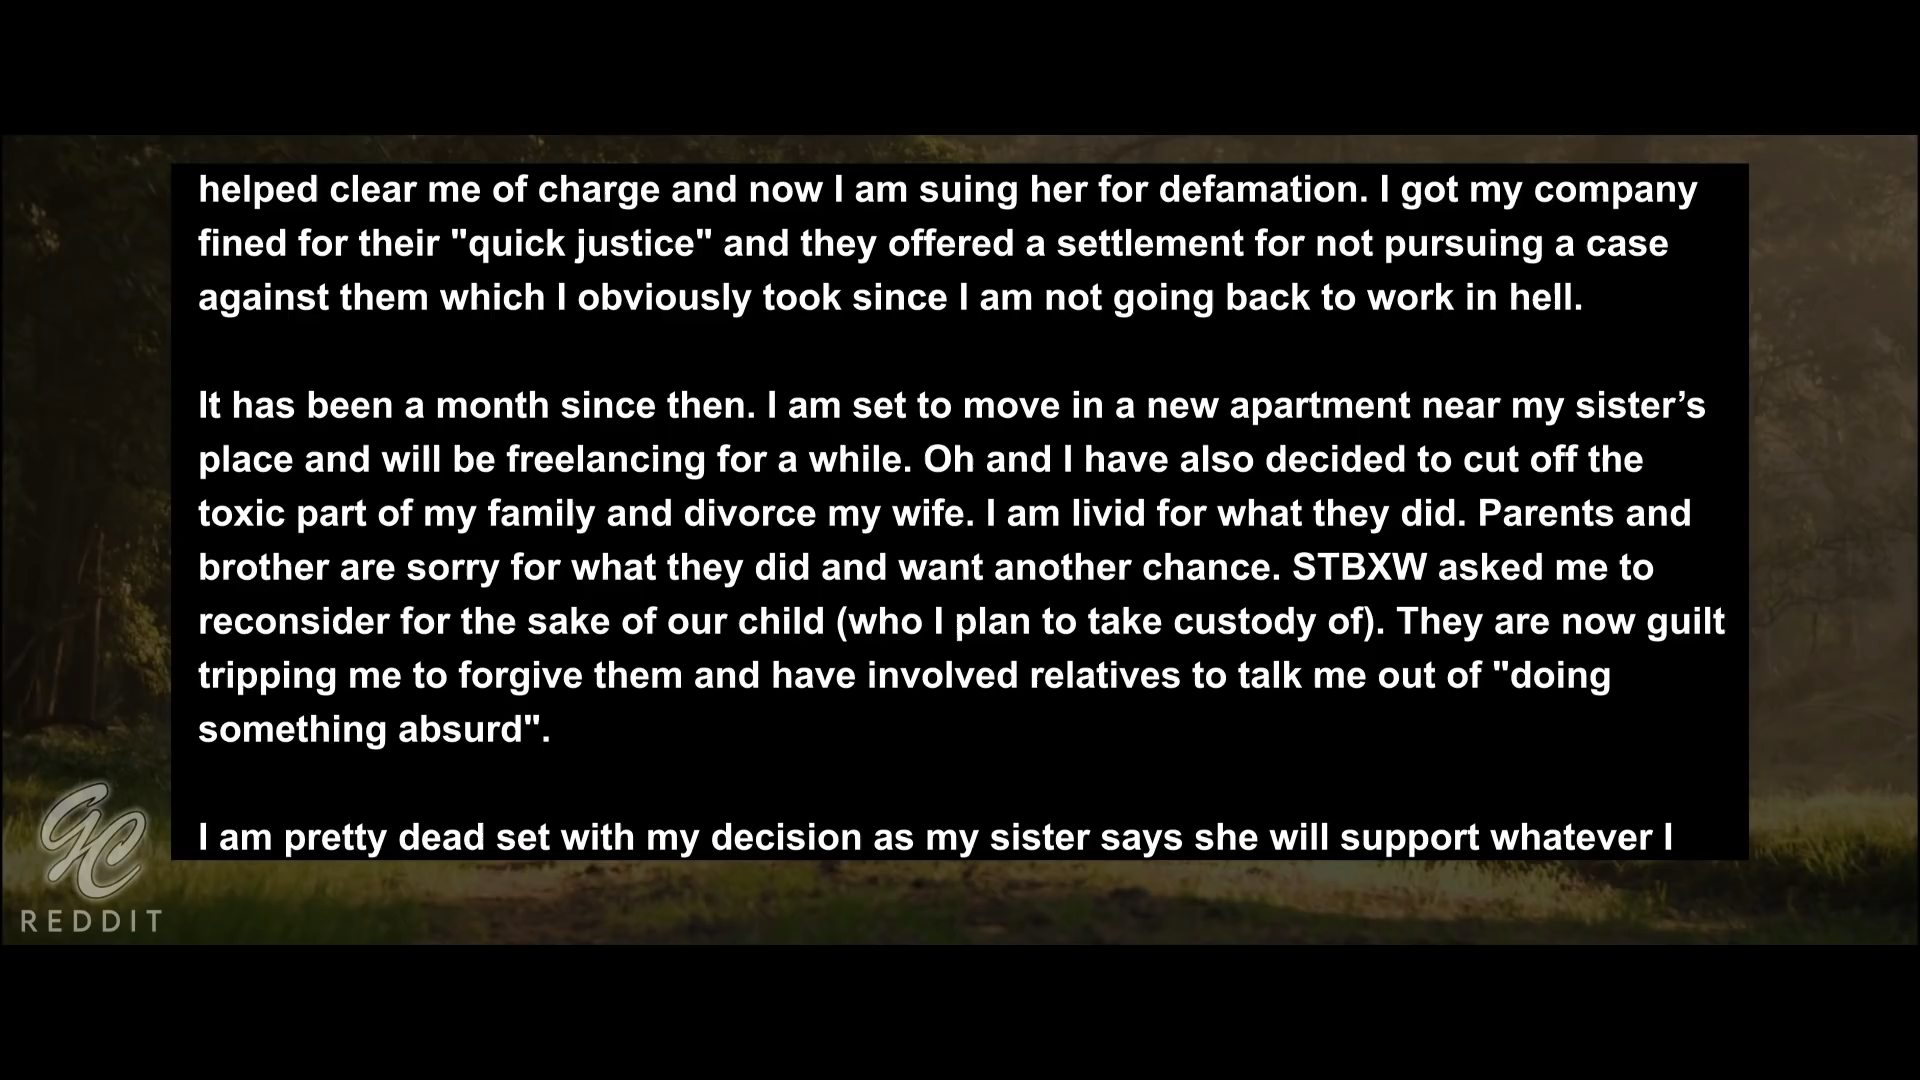 helped clear me of charge and now I am suing her for defamation. I got my company
fined for their "quick justice" and they offered a settlement for not pursuing a case
against them which I obviously took since I am not going back to work in hell.
It has been a month since then. I am set to move in a new apartment near my sister’s
place and will be freelancing for a while. Oh and I have also decided to cut off the
toxic part of my family and divorce my wife. I am livid for what they did. Parents and
brother are sorry for what they did and want another chance. STBXW asked me to
reconsider for the sake of our child (who I plan to take custody of). They are now guilt
tripping me to forgive them and have involved relatives to talk me out of "doing
something absurd".
I am pretty dead set with my decision as my sister says she will support whatever I
GC
REDDIT